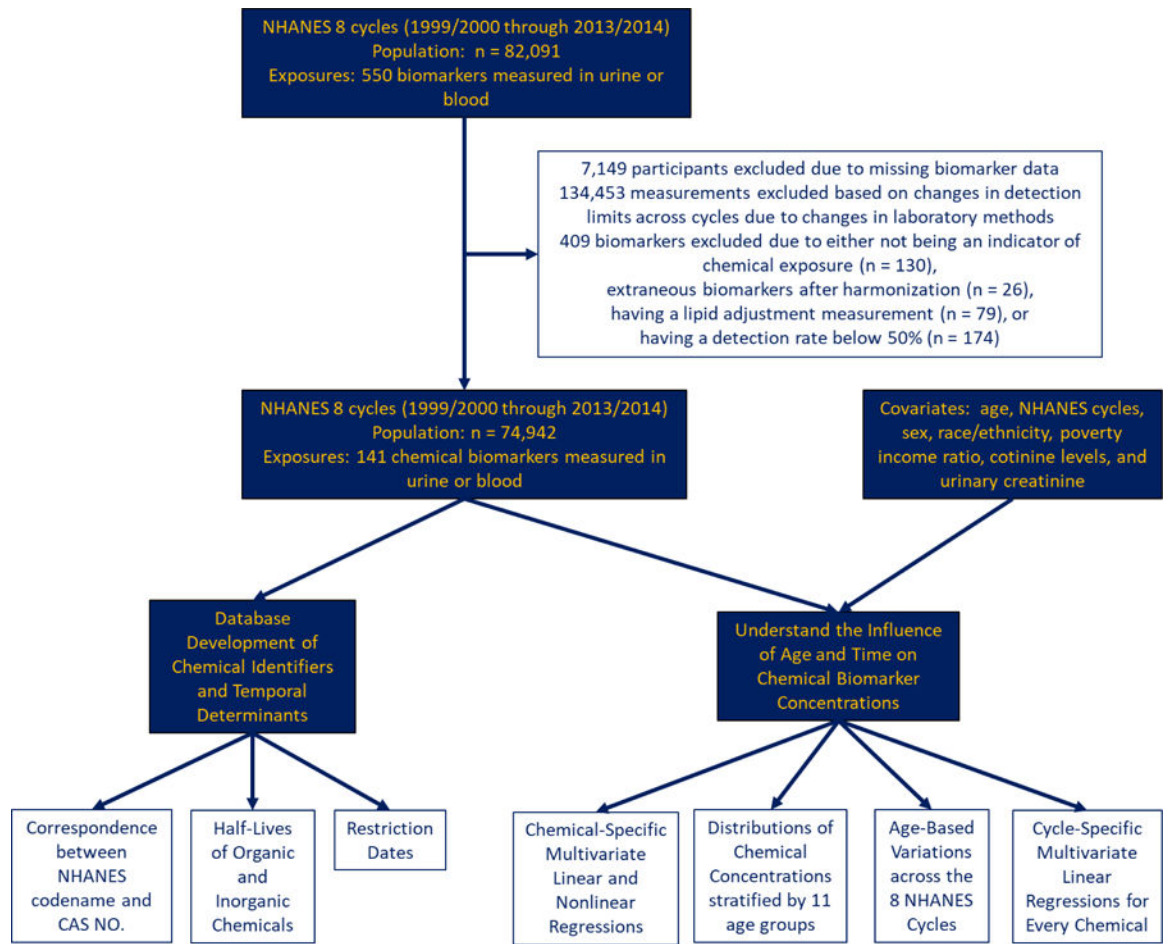 NHANES 8 cycles (1999/2000 through 2013/2014)
Population: n = 82,091
Exposures: 550 biomarkers measured in urine or
blood
7,149 participants excluded due to missing biomarker data
134,453 measurements excluded based on changes in detection
limits across cycles due to changes in laboratory methods
409 biomarkers excluded due to either not being an indicator of
chemical exposure (n = 130),
extraneous biomarkers after harmonization (n = 26),
having a lipid adjustment measurement (n = 79), or
having a detection rate below 50% (n = 174)
NHANES 8 cycles (1999/2000 through 2013/2014)
Population: n = 74,942
Exposures: 141 chemical biomarkers measured in
urine or blood
Covariates: age, NHANES cycles,
sex, race/ethnicity, poverty
income ratio, cotinine levels, and
urinary creatinine
Database
Development of
Chemical Identifiers
and Temporal
Determinants
Understand the Influence
of Age and Time on
Chemical Biomarker
Concentrations
Correspondence
between
NHANES
codename and
CAS NO.
Half-Lives
of Organic
and
Inorganic
Chemicals
Restriction
Dates
Chemical-Specific
Multivariate
Linear and
Nonlinear
Regressions
Distributions of
Chemical
Concentrations
stratified by 11
age groups
Age-Based
Variations
across the
8 NHANES
Cycles
Cycle-Specific
Multivariate
Linear
Regressions for
Every Chemical